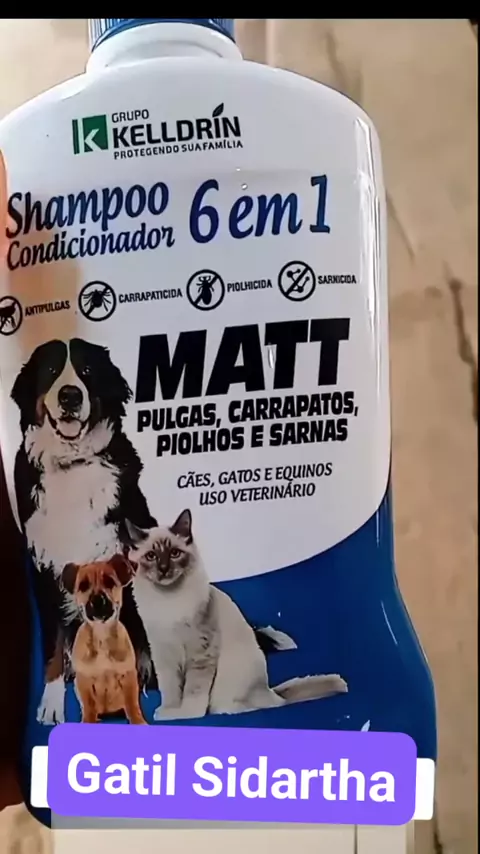 GRUPO
KELLDRIN
PROTEGENDO SUA FAMÍLIA
Shampoo
Condicionador
6 em 1
ANTIPULGAS
CARRAPATICIDA
PIOLHICIDA
SARNICIDA
MATT
PULGAS, CARRAPATOS,
PIOLHOS E SARNAS
CÃES, GATOS E EQUINOS
USO VETERINÁRIO
Gatil Sidartha